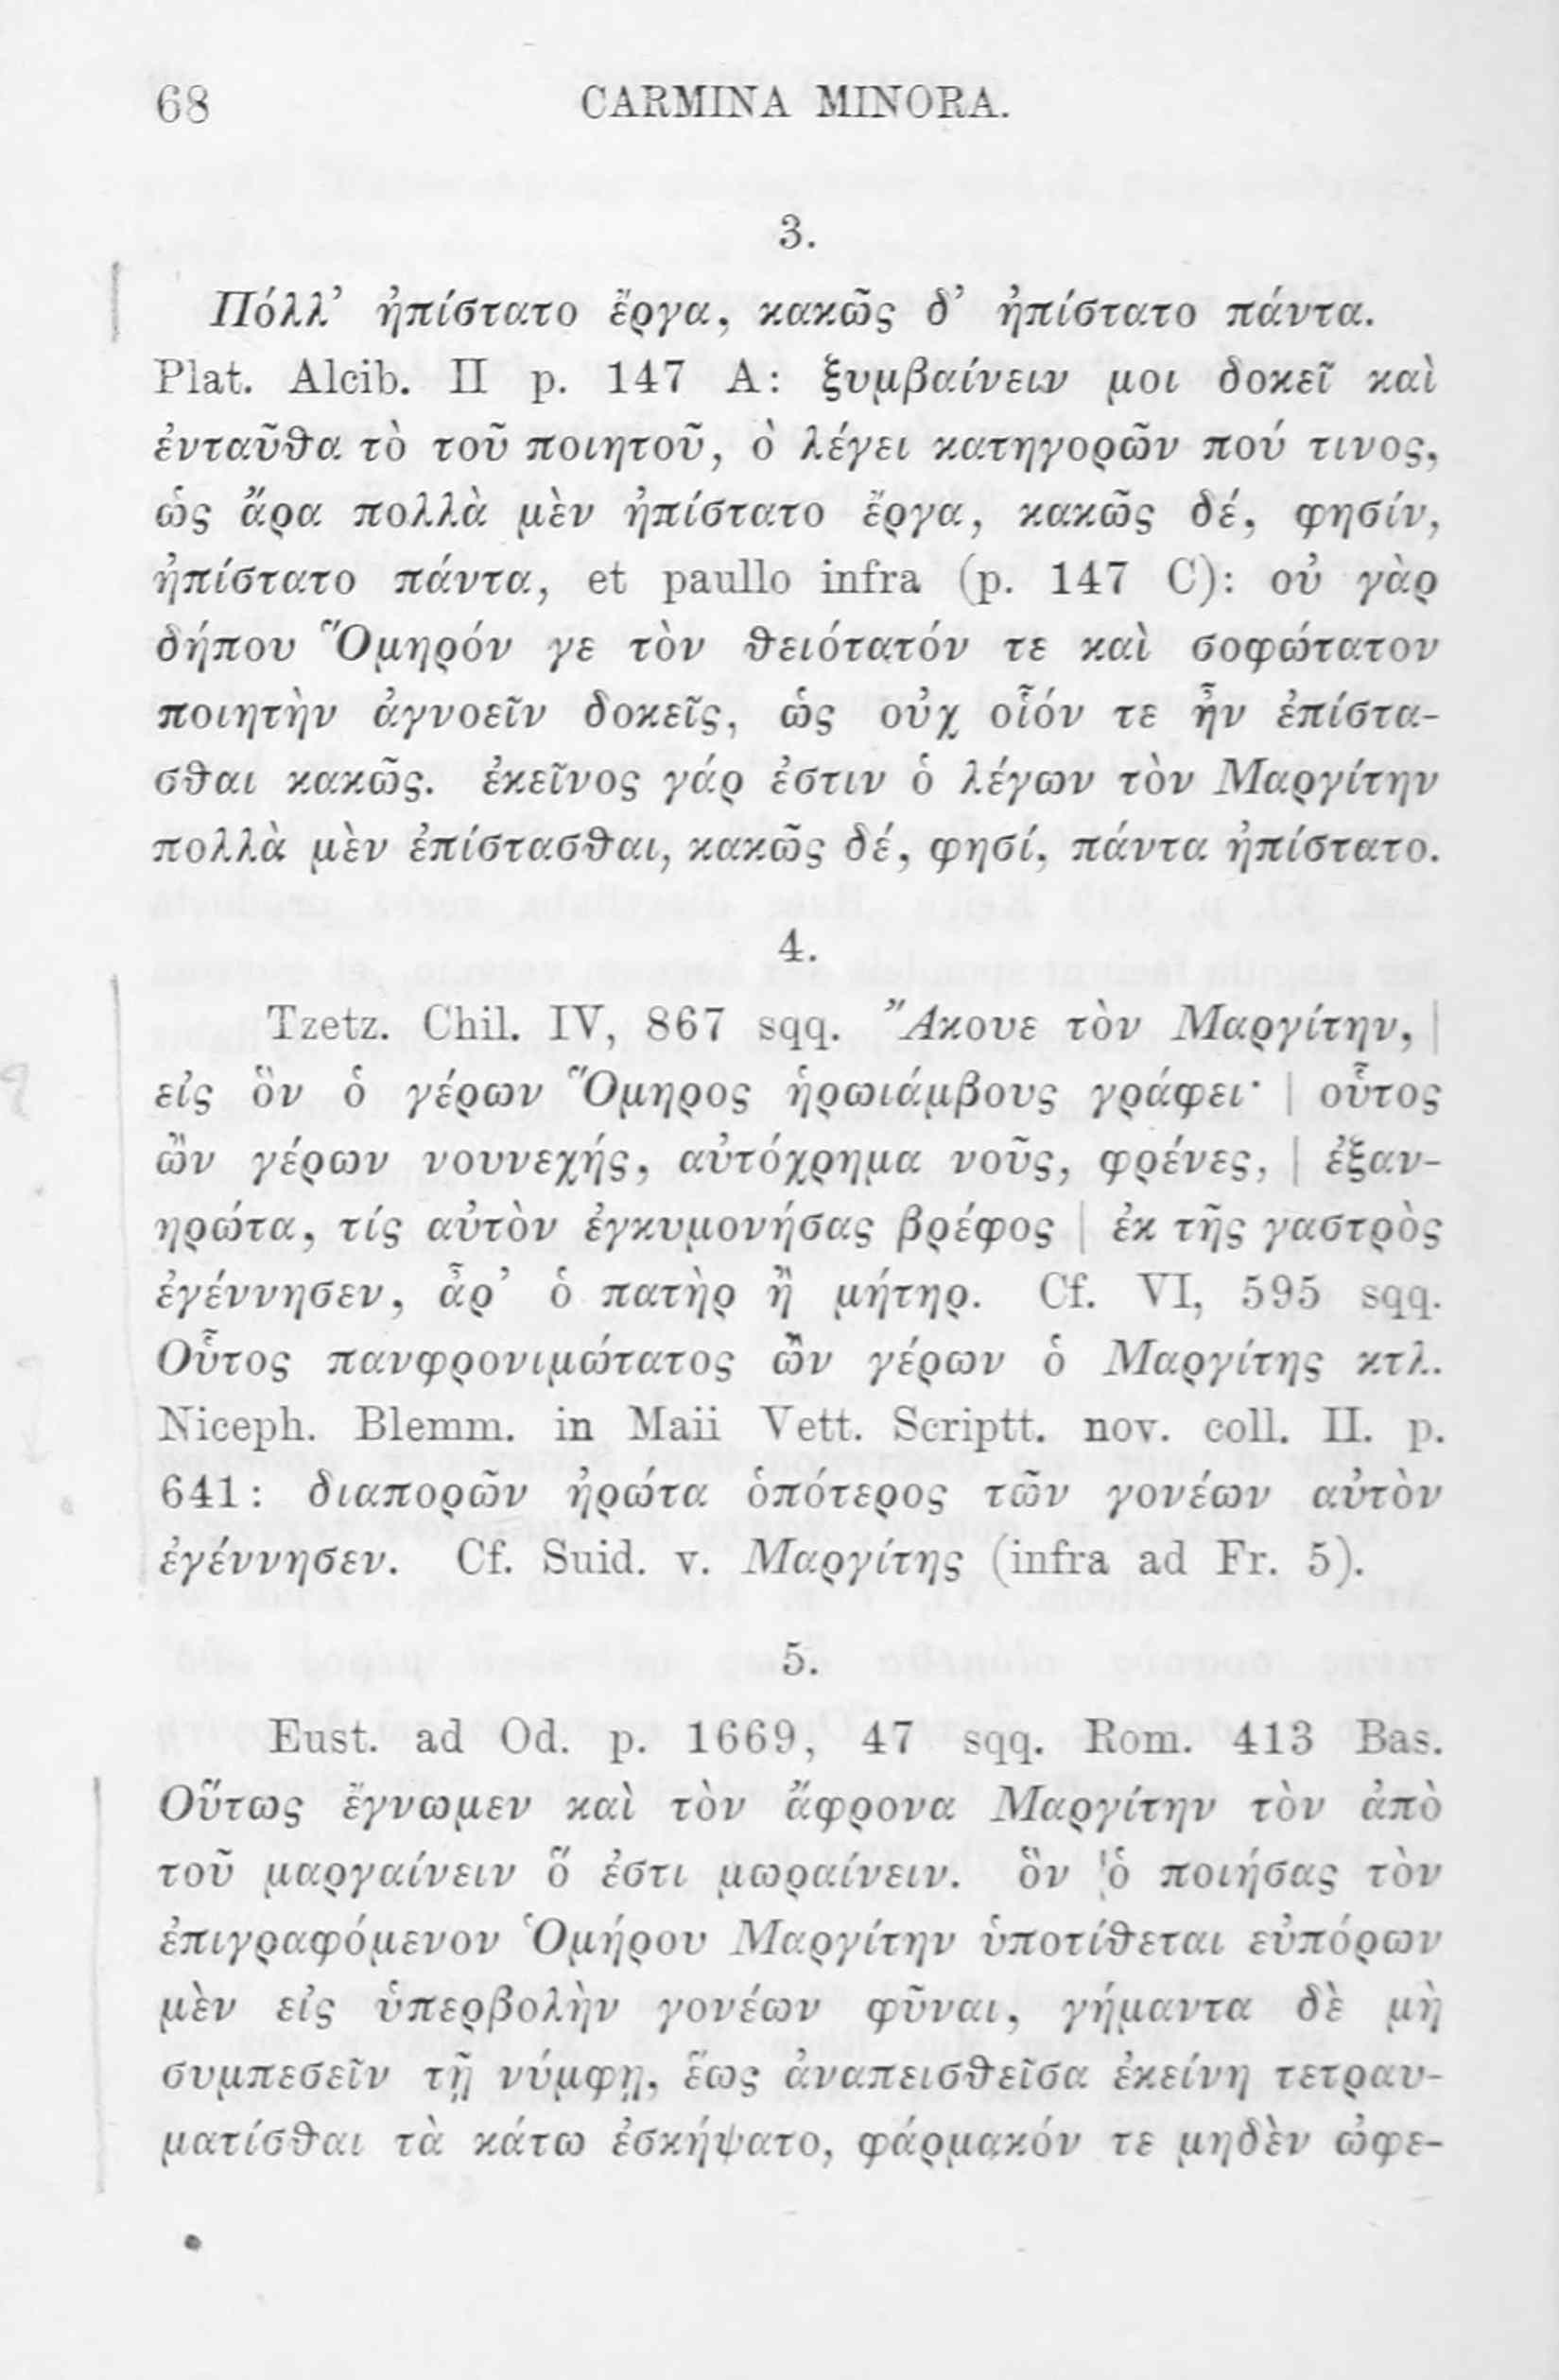 68 CARMINA MINORA.
3.
Πόλλ’ ἠπίστατο ἔργα, κακῶς δ’ ἠπίστατο πάντα.
Plat. Alcib. II p. 147 A: ξυμβαίνειν μοι δοκεῖ καὶ
ἐνταῦθα τὸ τοῦ ποιητοῦ, ὁ λέγει κατηγορῶν πού τινος,
ὡς ἄρα πολλὰ μὲν ἠπίστατο ἔργα, κακῶς δέ, φησίν,
ἠπίστατο πάντα, et paullo infra (p. 147 C): οὐ γὰρ
δήπου Ὅμηρόν γε τὸν θειότατόν τε καὶ σοφώτατον
ποιητὴν ἀγνοεῖν δοκεῖς, ὡς οὐχ οἷόν τε ἦν ἐπίστα-
σθαι κακῶς. ἐκεῖνος γάρ ἐστιν ὁ λέγων τὸν Μαργίτην
πολλὰ μὲν ἐπίστασθαι, κακῶς δέ, φησί, πάντα ἠπίστατο.
4.
Tzetz. Chil. IV, 867 sqq. Ἄκουε τὸν Μαργίτην, |
εἰς ὃν ὁ γέρων Ὅμηρος ἡρωιάμβους γράφει· | οὗτος
ὢν γέρων νουνεχής, αὐτόχρημα νοῦς, φρένες, | ἐξαν-
ηρώτα, τίς αὐτὸν ἐγκυμονήσας βρέφος | ἐκ τῆς γαστρὸς
ἐγέννησεν, ἆρ’ ὁ πατὴρ ἢ μήτηρ. Cf. VI, 595 sqq.
Οὗτος πανφρονιμώτατος ὢν γέρων ὁ Μαργίτης κτλ.
Niceph. Blemm. in Maii Vett. Scriptt. nov. coll. II. p.
641: διαπορῶν ἠρώτα ὁπότερος τῶν γονέων αὐτὸν
ἐγέννησεν. Cf. Suid. v. Μαργίτης (infra ad Fr. 5).
5.
Eust. ad Od. p. 1669, 47 sqq. Rom. 413 Bas.
Οὕτως ἔγνωμεν καὶ τὸν ἄφρονα Μαργίτην τὸν ἀπὸ
τοῦ μαργαίνειν ὅ ἐστι μωραίνειν. ὃν ὁ ποιήσας τὸν
ἐπιγραφόμενον Ὁμήρου Μαργίτην ὑποτίθεται εὐπόρων
μὲν εἰς ὑπερβολὴν γονέων φῦναι, γήμαντα δὲ μὴ
συμπεσεῖν τῇ νύμφῃ, ἕως ἀναπεισθεῖσα ἐκείνη τετραυ-
ματίσθαι τὰ κάτω ἐσκήψατο, φάρμακόν τε μηδὲν ὠφε-